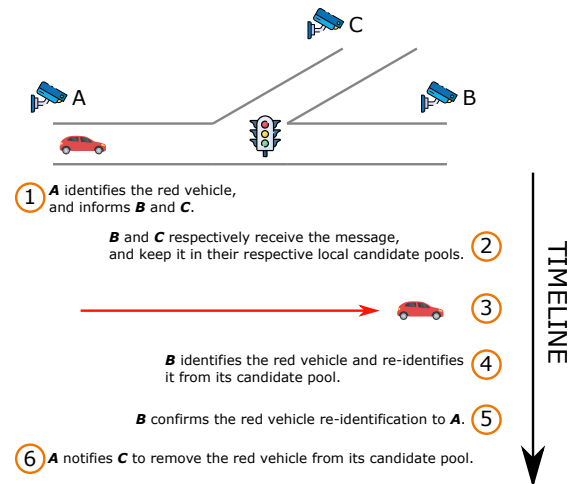 C
A
B
1 A identifies the red vehicle,
and informs B and C.
B and C respectively receive the message,
and keep it in their respective local candidate pools. 2
3
B identifies the red vehicle and re-identifies
it from its candidate pool. 4
B confirms the red vehicle re-identification to A. 5
6 A notifies C to remove the red vehicle from its candidate pool.
TIMELINE